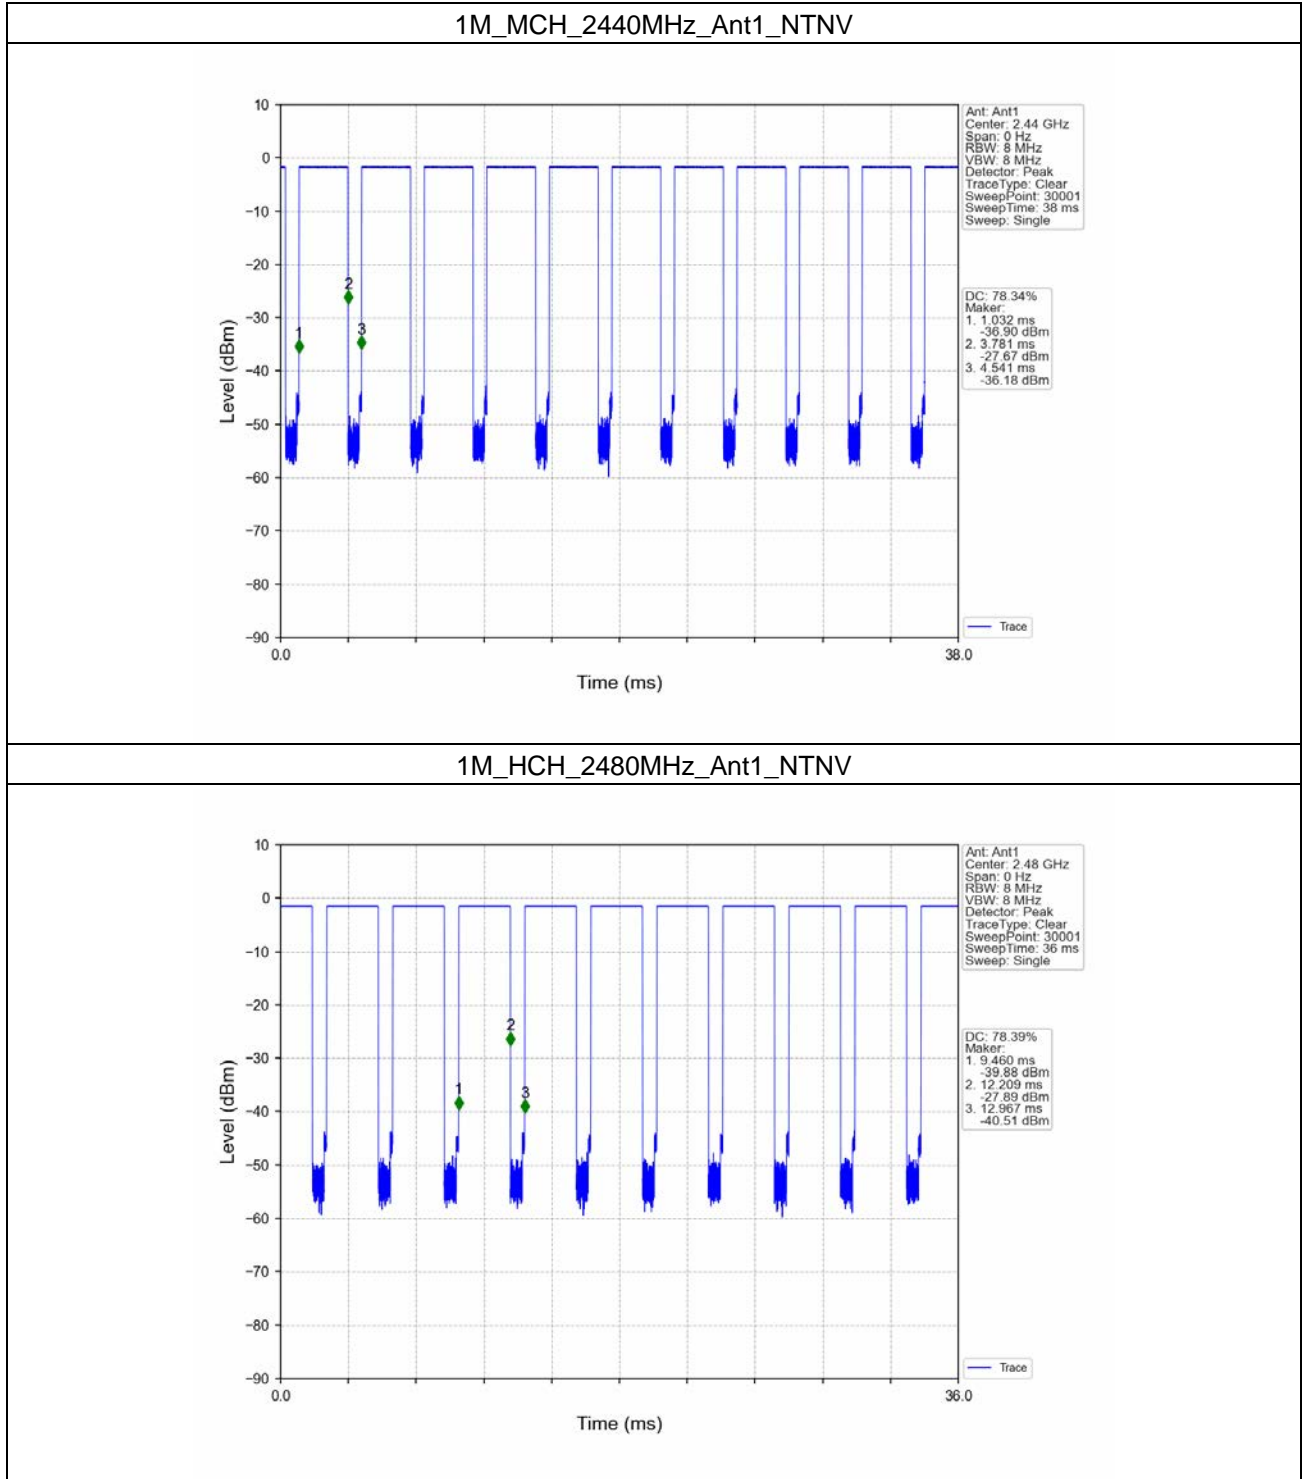 1M_MCH_2440MHz_Ant1_NTNV
10
0
−10
−20
−30
−40
−50
−60
−70
−80
−90
Level (dBm)
1
2
3
0.0
38.0
Time (ms)
Ant: Ant1
Center: 2.44 GHz
Span: 0 Hz
RBW: 8 MHz
VBW: 8 MHz
Detector: Peak
TraceType: Clear
SweepPoint: 30001
SweepTime: 38 ms
Sweep: Single
DC: 78.34%
Maker:
1. 1.032 ms
-36.90 dBm
2. 3.781 ms
-27.67 dBm
3. 4.541 ms
-36.18 dBm
Trace
1M_HCH_2480MHz_Ant1_NTNV
10
0
−10
−20
−30
−40
−50
−60
−70
−80
−90
Level (dBm)
1
2
3
0.0
36.0
Time (ms)
Ant: Ant1
Center: 2.48 GHz
Span: 0 Hz
RBW: 8 MHz
VBW: 8 MHz
Detector: Peak
TraceType: Clear
SweepPoint: 30001
SweepTime: 36 ms
Sweep: Single
DC: 78.39%
Maker:
1. 9.460 ms
-39.88 dBm
2. 12.209 ms
-27.89 dBm
3. 12.967 ms
-40.51 dBm
Trace